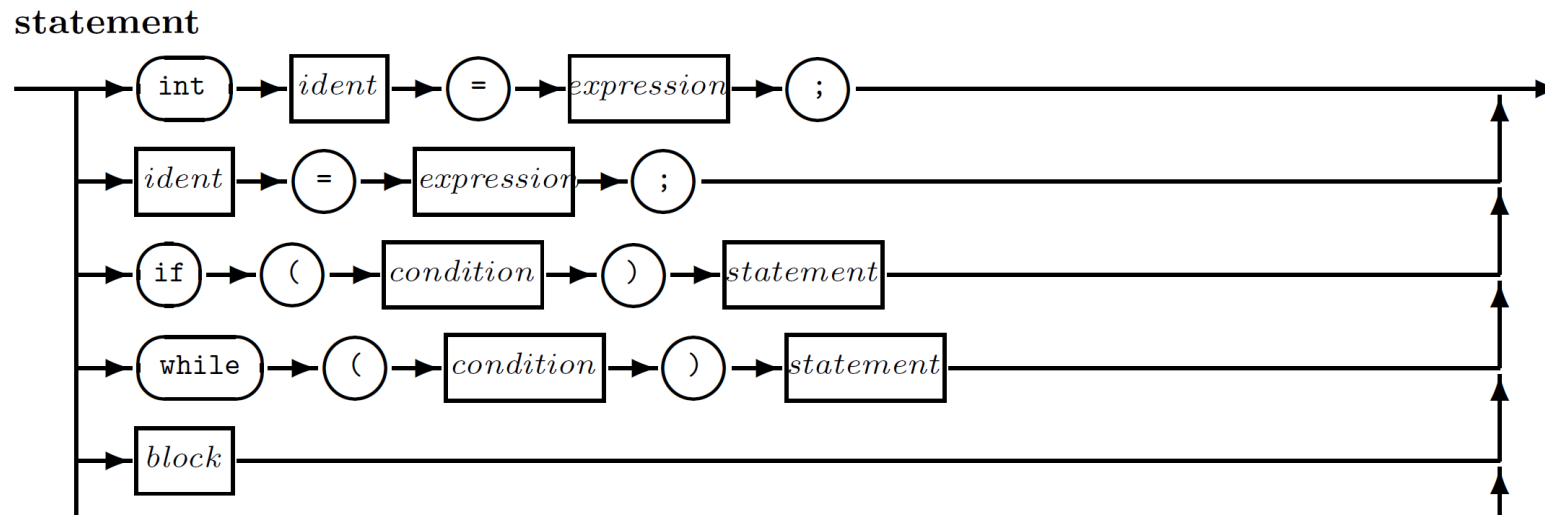 statement
int ident = expression ;
ident = expression ;
if ( condition ) statement
while ( condition ) statement
block